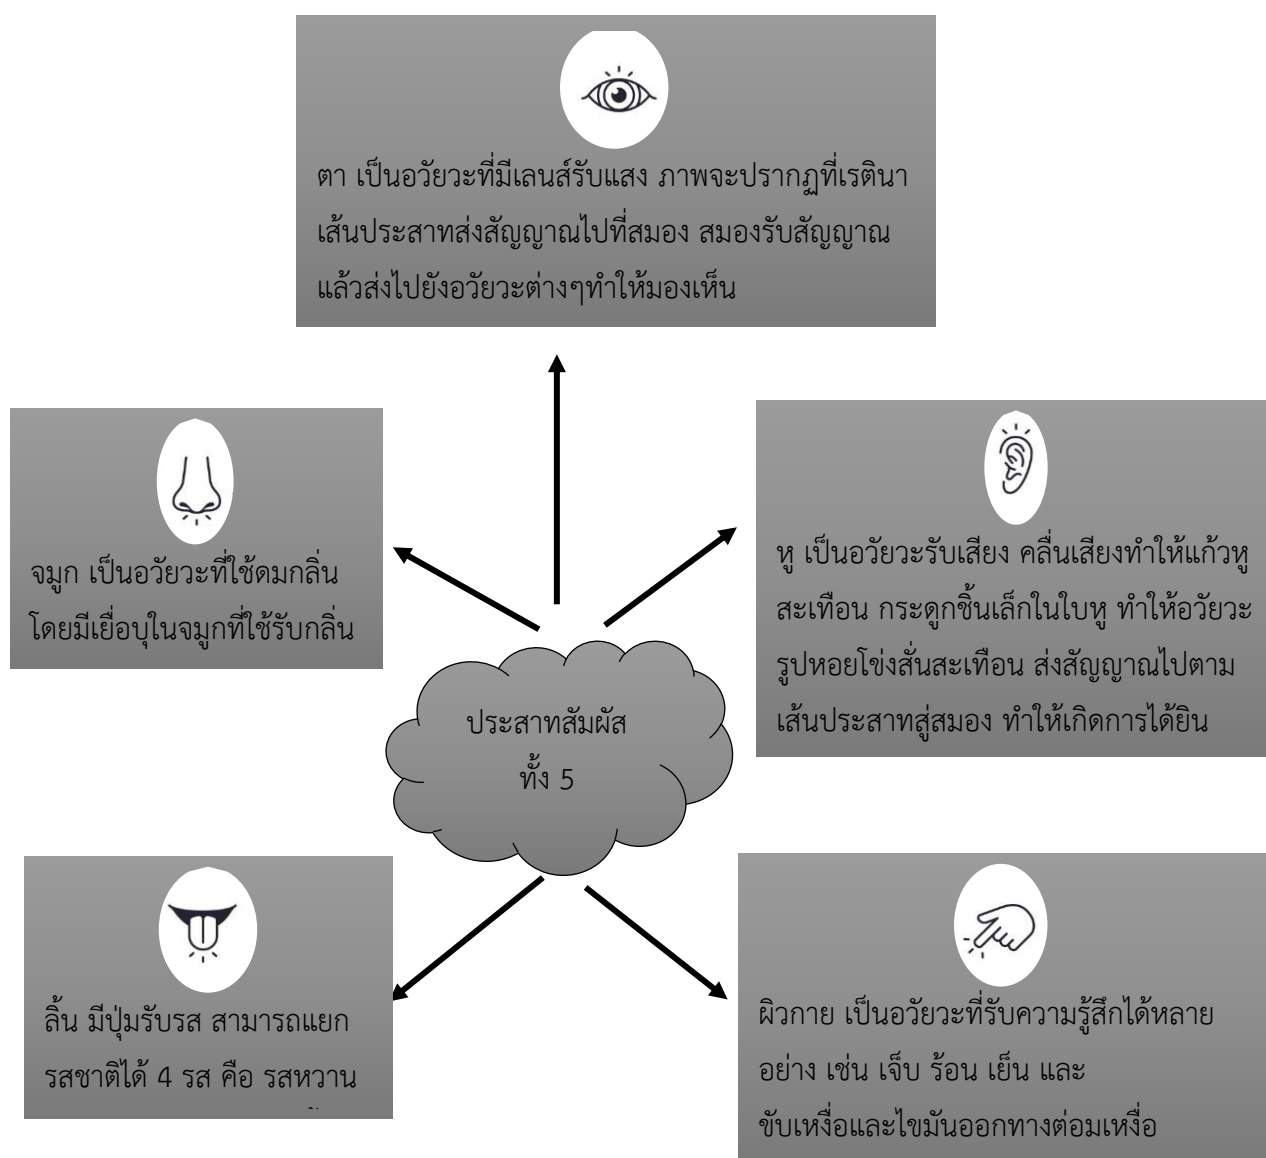 ตา เป็นอวัยวะที่มีเลนส์รับแสง ภาพจะปรากฏที่เรตินา
เส้นประสาทส่งสัญญาณไปที่สมอง สมองรับสัญญาณ
แล้วส่งไปยังอวัยวะต่างๆทำให้มองเห็น
จมูก เป็นอวัยวะที่ใช้ดมกลิ่น
โดยมีเยื่อบุในจมูกที่ใช้รับกลิ่น
หู เป็นอวัยวะรับเสียง คลื่นเสียงทำให้แก้วหู
สะเทือน กระดูกชิ้นเล็กในใบหู ทำให้อวัยวะ
รูปหอยโข่งสั่นสะเทือน ส่งสัญญาณไปตาม
เส้นประสาทสู่สมอง ทำให้เกิดการได้ยิน
ประสาทสัมผัส
ทั้ง 5
ลิ้น มีปุ่มรับรส สามารถแยก
รสชาติได้ 4 รส คือ รสหวาน
ผิวกาย เป็นอวัยวะที่รับความรู้สึกได้หลาย
อย่าง เช่น เจ็บ ร้อน เย็น และ
ขับเหงื่อและไขมันออกทางต่อมเหงื่อ